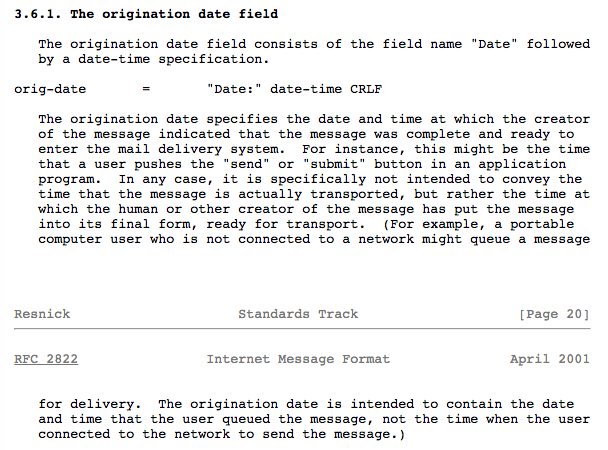 3.6.1. The origination date field
The origination date field consists of the field name "Date" followed
by a date-time specification.
orig-date = "Date:" date-time CRLF
The origination date specifies the date and time at which the creator
of the message indicated that the message was complete and ready to
enter the mail delivery system. For instance, this might be the time
that a user pushes the "send" or "submit" button in an application
program. In any case, it is specifically not intended to convey the
time that the message is actually transported, but rather the time at
which the human or other creator of the message has put the message
into its final form, ready for transport. (For example, a portable
computer user who is not connected to a network might queue a message
Resnick Standards Track [Page 20]
RFC 2822 Internet Message Format April 2001
for delivery. The origination date is intended to contain the date
and time that the user queued the message, not the time when the user
connected to the network to send the message.)